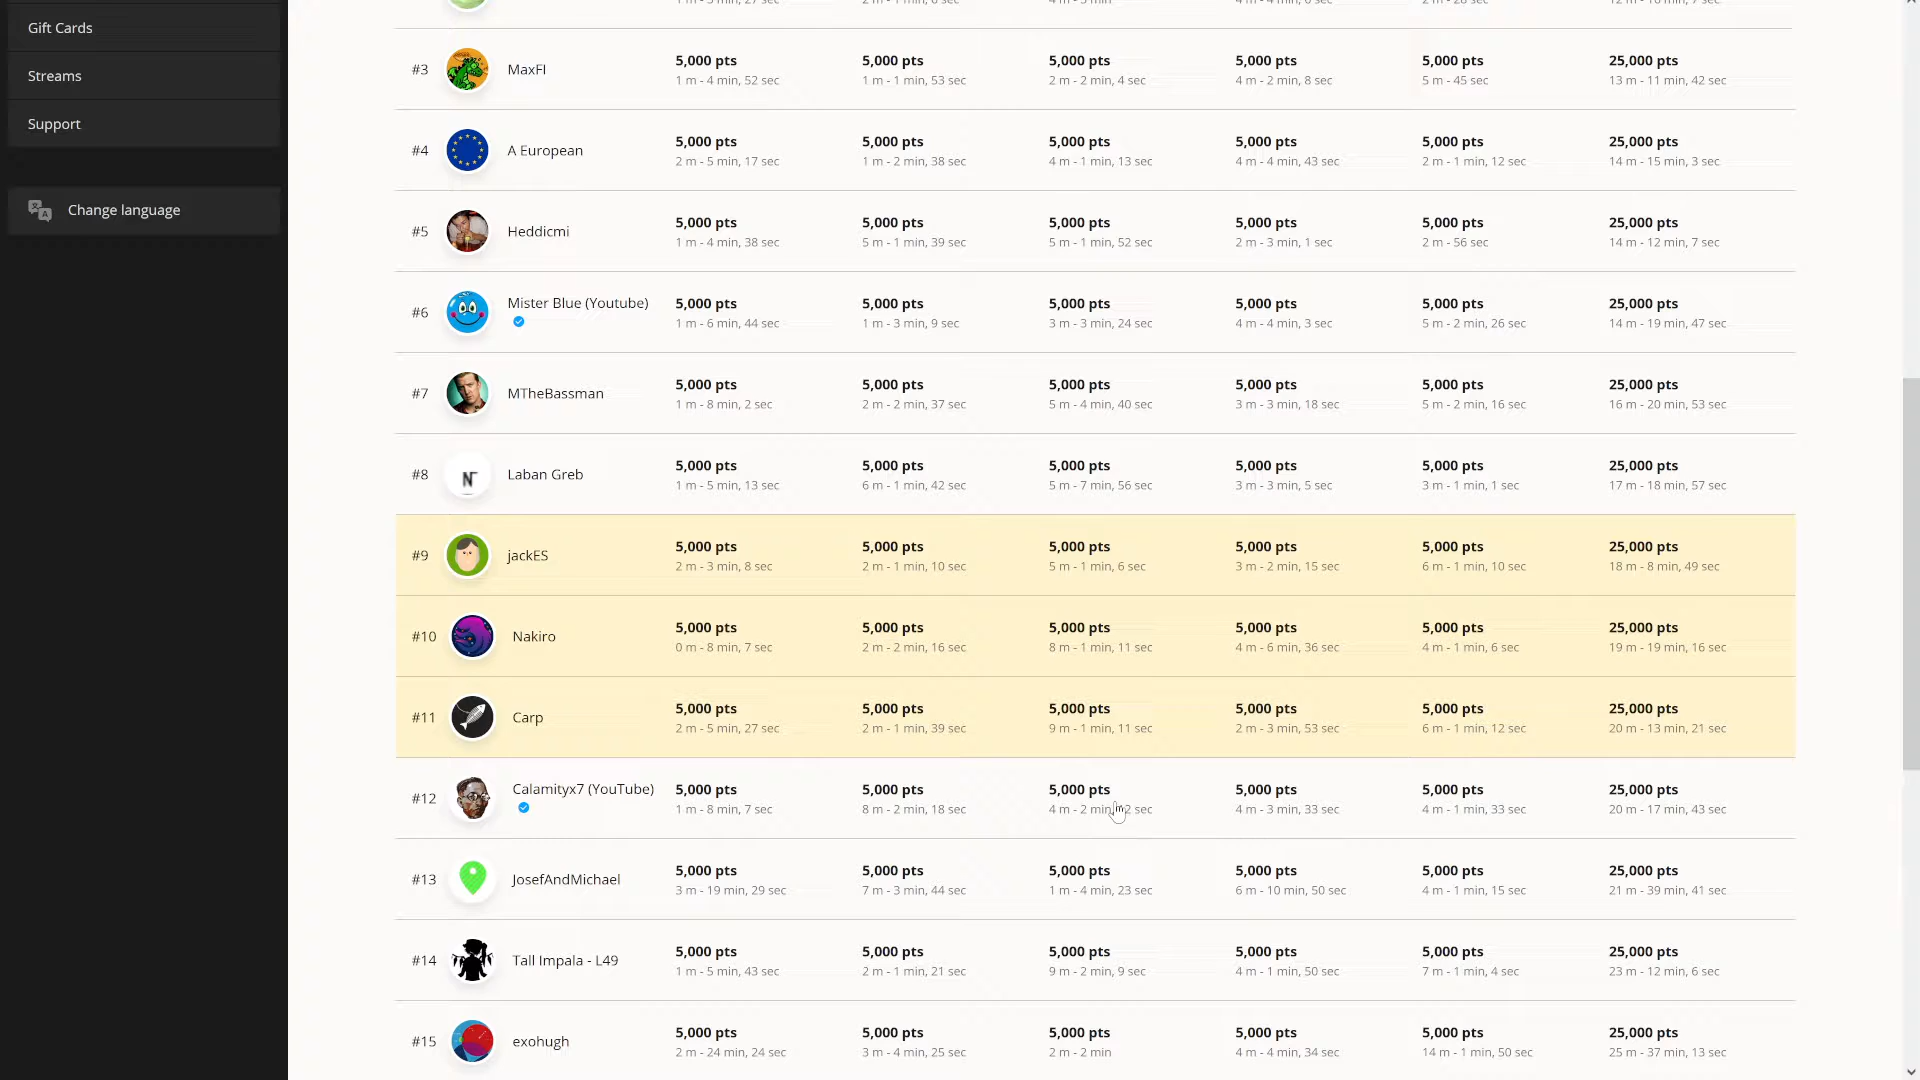 Gift Cards
Streams
Support
Change language
#3 MaxFI 5,000 pts 5,000 pts 5,000 pts 5,000 pts 5,000 pts 25,000 pts
1 m - 4 min, 52 sec 1 m - 1 min, 53 sec 2 m - 2 min, 4 sec 4 m - 2 min, 8 sec 5 m - 45 sec 13 m - 11 min, 42 sec
#4 A European 5,000 pts 5,000 pts 5,000 pts 5,000 pts 5,000 pts 25,000 pts
2 m - 5 min, 17 sec 1 m - 2 min, 38 sec 4 m - 1 min, 13 sec 4 m - 4 min, 43 sec 2 m - 1 min, 12 sec 14 m - 15 min, 3 sec
#5 Heddicmi 5,000 pts 5,000 pts 5,000 pts 5,000 pts 5,000 pts 25,000 pts
1 m - 4 min, 38 sec 5 m - 1 min, 39 sec 5 m - 1 min, 52 sec 2 m - 3 min, 1 sec 2 m - 56 sec 14 m - 12 min, 7 sec
#6 Mister Blue (Youtube) 5,000 pts 5,000 pts 5,000 pts 5,000 pts 5,000 pts 25,000 pts
1 m - 6 min, 44 sec 1 m - 3 min, 9 sec 3 m - 3 min, 24 sec 4 m - 4 min, 3 sec 5 m - 2 min, 26 sec 14 m - 19 min, 47 sec
#7 MTheBassman 5,000 pts 5,000 pts 5,000 pts 5,000 pts 5,000 pts 25,000 pts
1 m - 8 min, 2 sec 2 m - 2 min, 37 sec 5 m - 4 min, 40 sec 3 m - 3 min, 18 sec 5 m - 2 min, 16 sec 16 m - 20 min, 53 sec
#8 Laban Greb 5,000 pts 5,000 pts 5,000 pts 5,000 pts 5,000 pts 25,000 pts
1 m - 5 min, 13 sec 6 m - 1 min, 42 sec 5 m - 7 min, 56 sec 3 m - 3 min, 5 sec 3 m - 1 min, 1 sec 17 m - 18 min, 57 sec
#9 jackES 5,000 pts 5,000 pts 5,000 pts 5,000 pts 5,000 pts 25,000 pts
2 m - 3 min, 8 sec 2 m - 1 min, 10 sec 5 m - 1 min, 6 sec 3 m - 2 min, 15 sec 6 m - 1 min, 10 sec 18 m - 8 min, 49 sec
#10 Nakiro 5,000 pts 5,000 pts 5,000 pts 5,000 pts 5,000 pts 25,000 pts
0 m - 8 min, 7 sec 2 m - 2 min, 16 sec 8 m - 1 min, 11 sec 4 m - 6 min, 36 sec 4 m - 1 min, 6 sec 19 m - 19 min, 16 sec
#11 Carp 5,000 pts 5,000 pts 5,000 pts 5,000 pts 5,000 pts 25,000 pts
2 m - 5 min, 27 sec 2 m - 1 min, 39 sec 9 m - 1 min, 11 sec 2 m - 3 min, 53 sec 6 m - 1 min, 12 sec 20 m - 13 min, 21 sec
#12 Calamityx7 (YouTube) 5,000 pts 5,000 pts 5,000 pts 5,000 pts 5,000 pts 25,000 pts
1 m - 8 min, 7 sec 8 m - 2 min, 18 sec 4 m - 2 min, sec 4 m - 3 min, 33 sec 4 m - 1 min, 33 sec 20 m - 17 min, 43 sec
#13 JosefAndMichael 5,000 pts 5,000 pts 5,000 pts 5,000 pts 5,000 pts 25,000 pts
3 m - 19 min, 29 sec 7 m - 3 min, 44 sec 1 m - 4 min, 23 sec 6 m - 10 min, 50 sec 4 m - 1 min, 15 sec 21 m - 39 min, 41 sec
#14 Tall Impala - L49 5,000 pts 5,000 pts 5,000 pts 5,000 pts 5,000 pts 25,000 pts
1 m - 5 min, 43 sec 2 m - 1 min, 21 sec 9 m - 2 min, 9 sec 4 m - 1 min, 50 sec 7 m - 1 min, 4 sec 23 m - 12 min, 6 sec
#15 exohugh 5,000 pts 5,000 pts 5,000 pts 5,000 pts 5,000 pts 25,000 pts
2 m - 24 min, 24 sec 3 m - 4 min, 25 sec 2 m - 2 min 4 m - 4 min, 34 sec 14 m - 1 min, 50 sec 25 m - 37 min, 13 sec